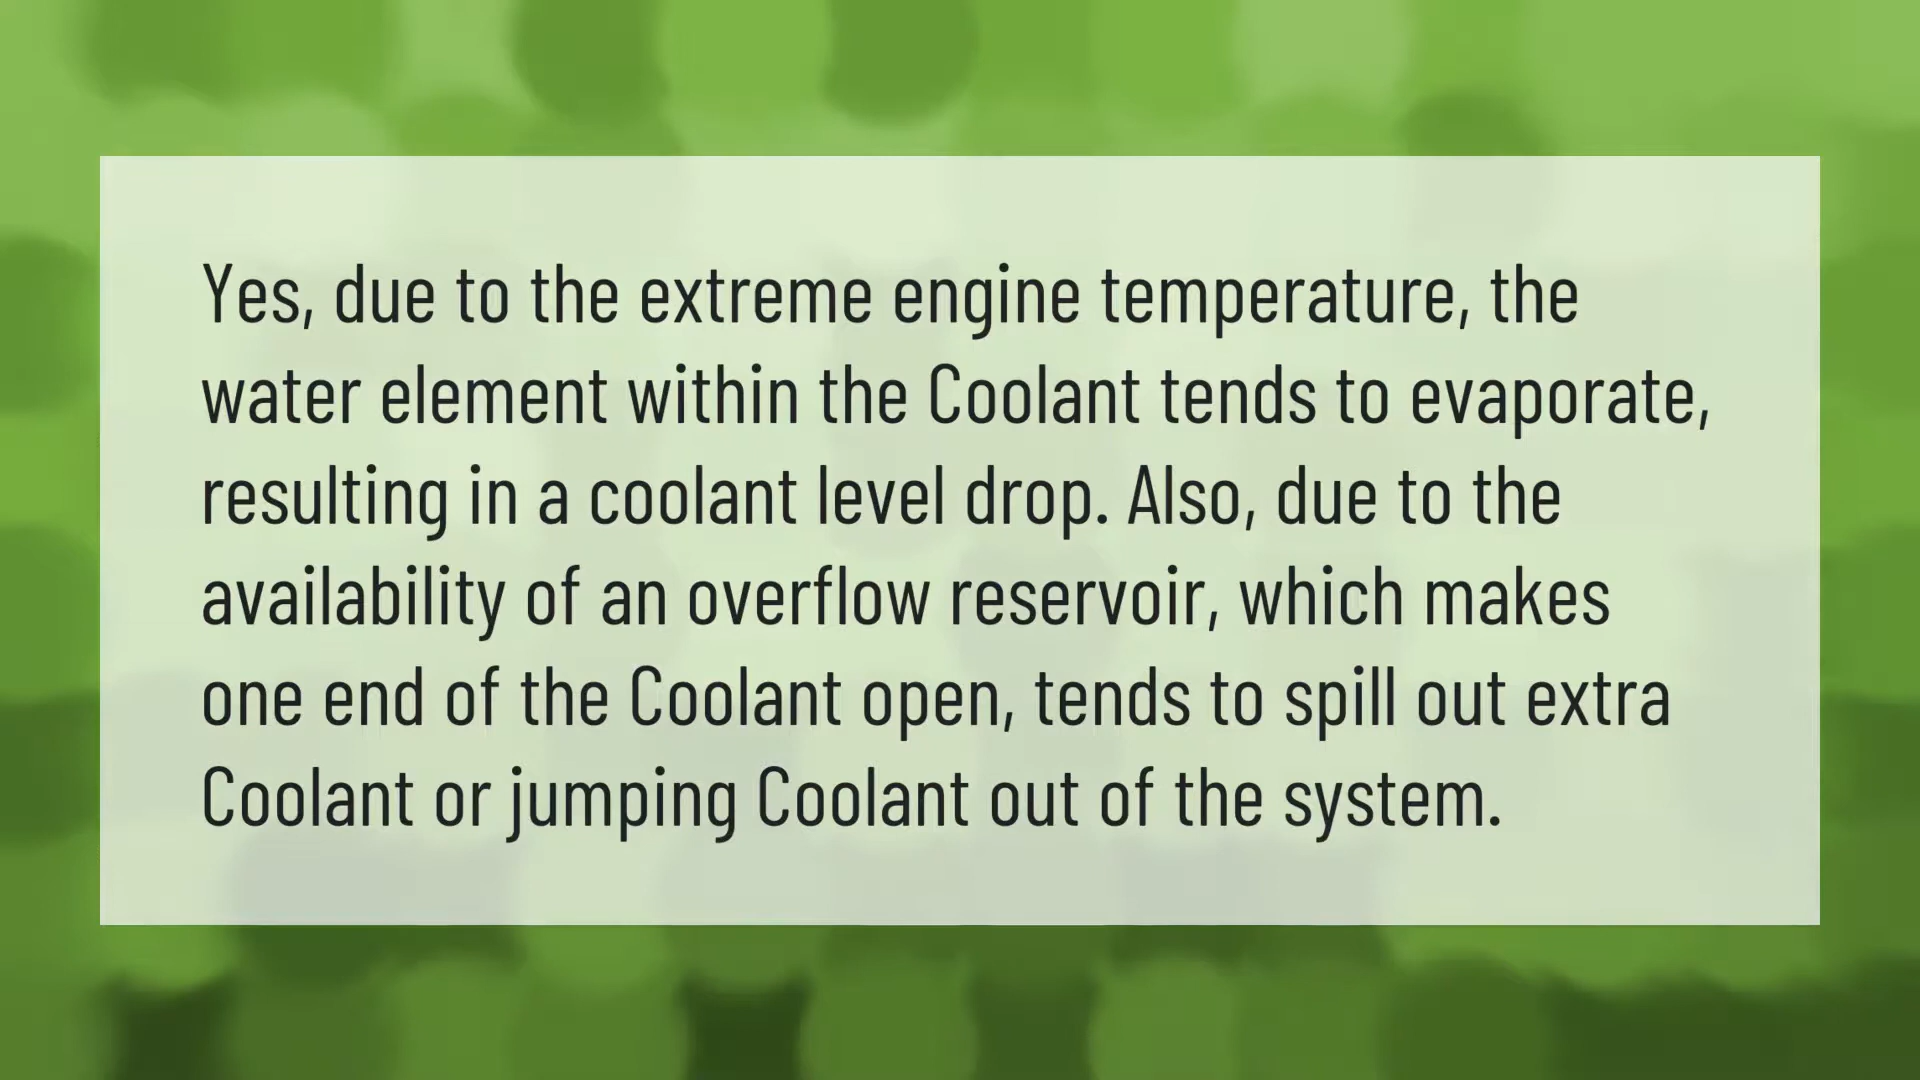 Yes, due to the extreme engine temperature, the
water element within the Coolant tends to evaporate,
resulting in a coolant level drop. Also, due to the
availability of an overflow reservoir, which makes
one end of the Coolant open, tends to spill out extra
Coolant or jumping Coolant out of the system.